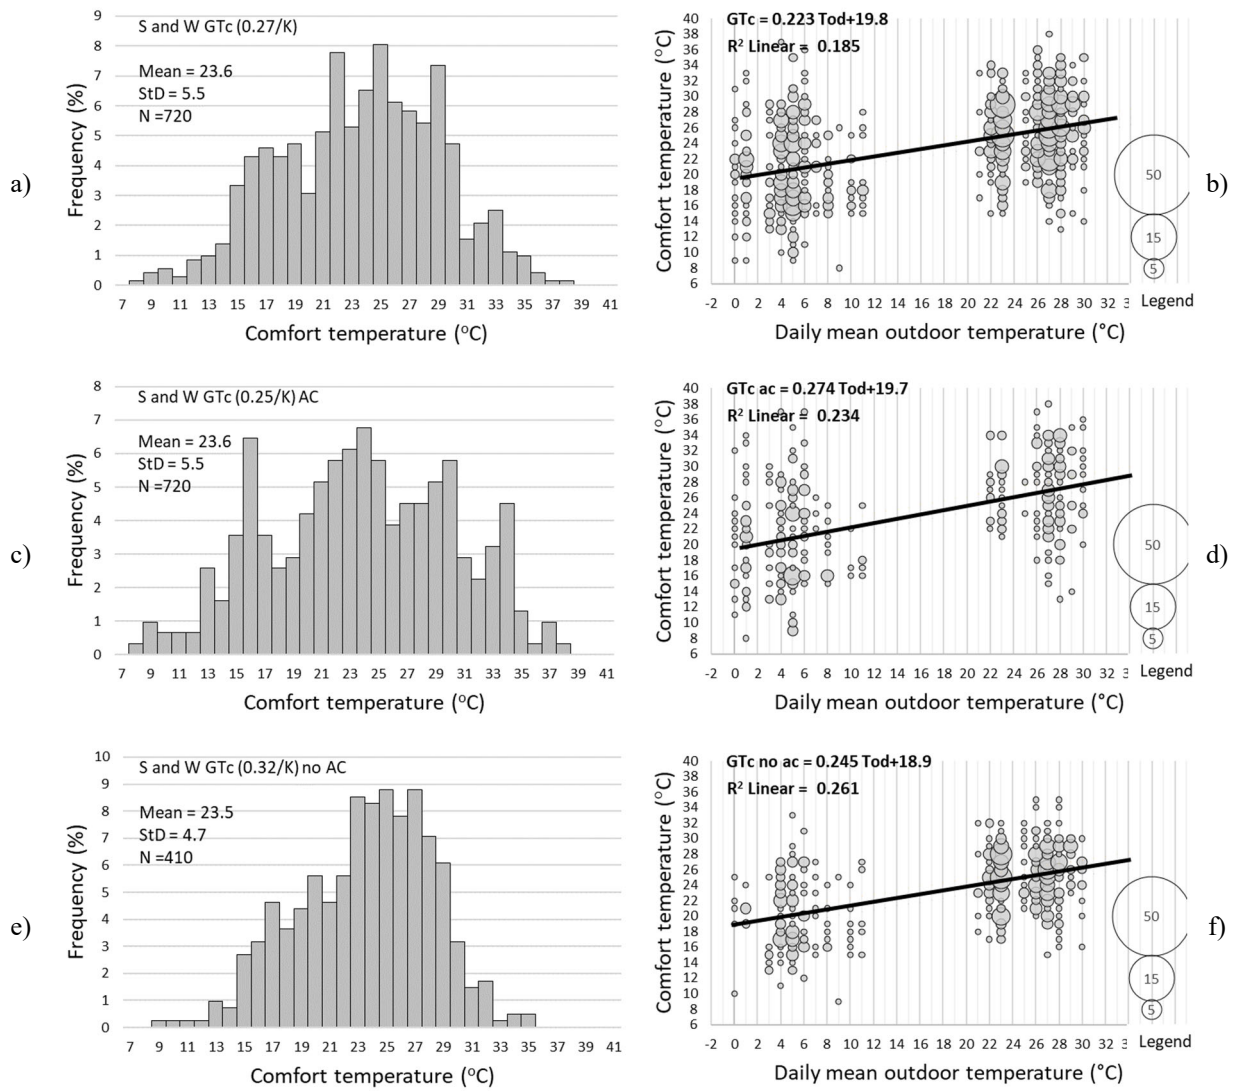 a)
S and W GTc (0.27/K)
Mean = 23.6
StD = 5.5
N =720
Frequency (%)
9
8
7
6
5
4
3
2
1
0
7 9 11 13 15 17 19 21 23 25 27 29 31 33 35 37 39 41
Comfort temperature (°C)
b)
GTc = 0.223 Tod+19.8
R² Linear = 0.185
Comfort temperature (°C)
40
38
36
34
32
30
28
26
24
22
20
18
16
14
12
10
8
6
-2 0 2 4 6 8 10 12 14 16 18 20 22 24 26 28 30 32
Daily mean outdoor temperature (°C)
50
15
5
Legend
c)
S and W GTc (0.25/K) AC
Mean = 23.6
StD = 5.5
N =720
Frequency (%)
8
7
6
5
4
3
2
1
0
7 9 11 13 15 17 19 21 23 25 27 29 31 33 35 37 39 41
Comfort temperature (°C)
d)
GTc ac = 0.274 Tod+19.7
R² Linear = 0.234
Comfort temperature (°C)
40
38
36
34
32
30
28
26
24
22
20
18
16
14
12
10
8
6
-2 0 2 4 6 8 10 12 14 16 18 20 22 24 26 28 30 32
Daily mean outdoor temperature (°C)
50
15
5
Legend
e)
S and W GTc (0.32/K) no AC
Mean = 23.5
StD = 4.7
N =410
Frequency (%)
10
9
8
7
6
5
4
3
2
1
0
7 9 11 13 15 17 19 21 23 25 27 29 31 33 35 37 39 41
Comfort temperature (°C)
f)
GTc no ac = 0.245 Tod+18.9
R² Linear = 0.261
Comfort temperature (°C)
40
38
36
34
32
30
28
26
24
22
20
18
16
14
12
10
8
6
-2 0 2 4 6 8 10 12 14 16 18 20 22 24 26 28 30 32
Daily mean outdoor temperature (°C)
50
15
5
Legend